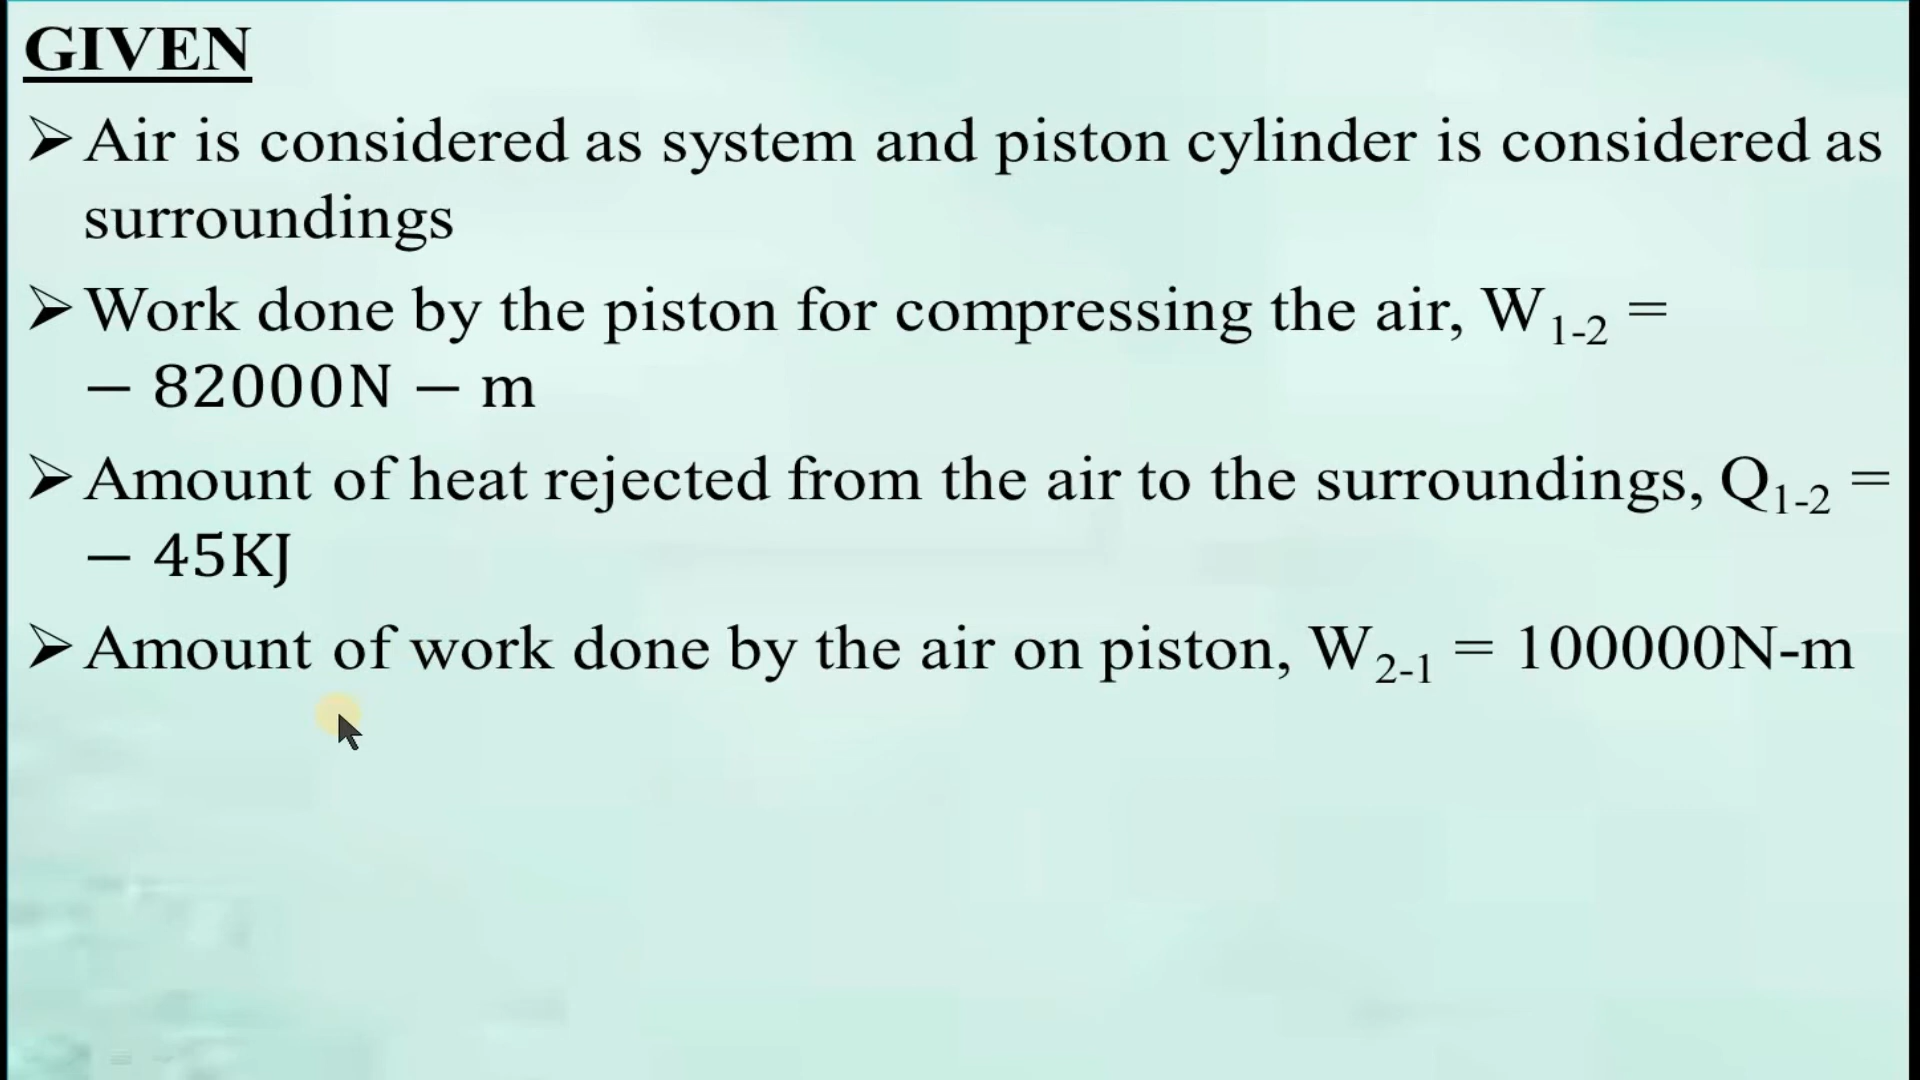 GIVEN
➢ Air is considered as system and piston cylinder is considered as
surroundings
➢ Work done by the piston for compressing the air, W₁₋₂ =
− 82000N − m
➢ Amount of heat rejected from the air to the surroundings, Q₁₋₂ =
− 45KJ
➢ Amount of work done by the air on piston, W₂₋₁ = 100000N-m